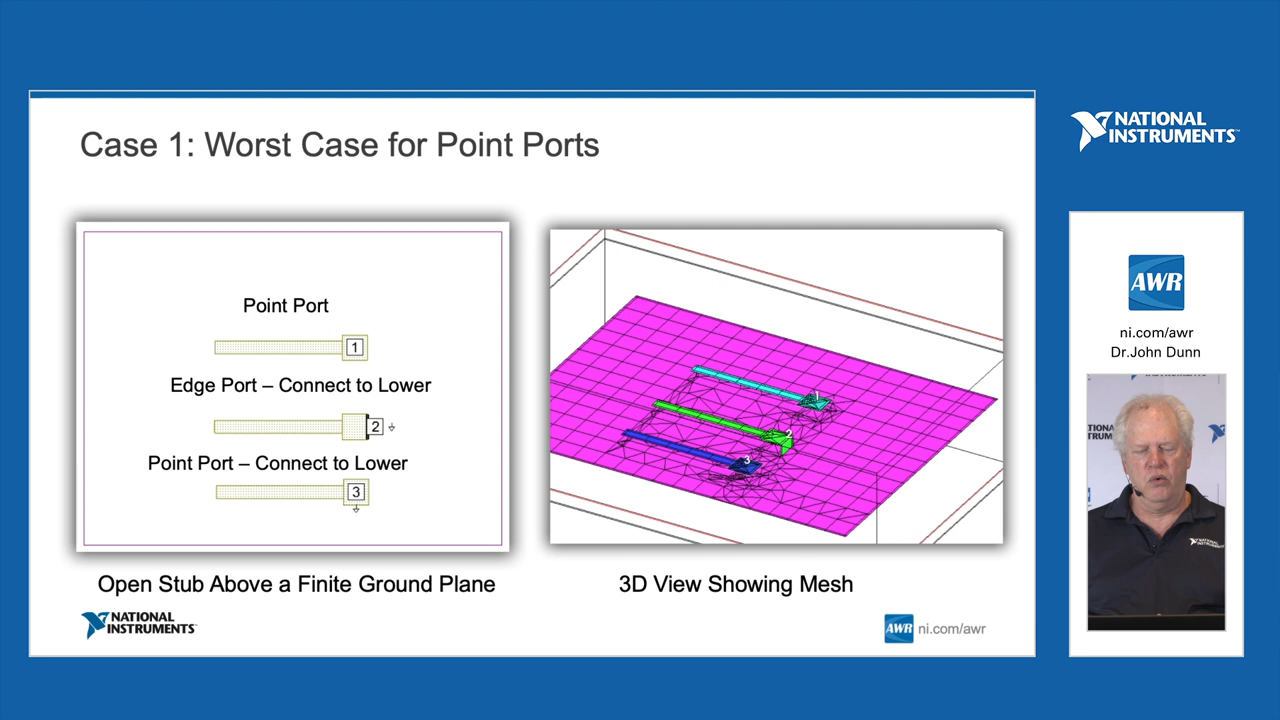 Case 1: Worst Case for Point Ports
Point Port
1
Edge Port – Connect to Lower
2
Point Port – Connect to Lower
3
1
2
3
Open Stub Above a Finite Ground Plane
3D View Showing Mesh
NATIONAL
INSTRUMENTS
AWR ni.com/awr
NATIONAL
INSTRUMENTS™
AWR
ni.com/awr
Dr.John Dunn
NATIONAL
INSTRUMENTS